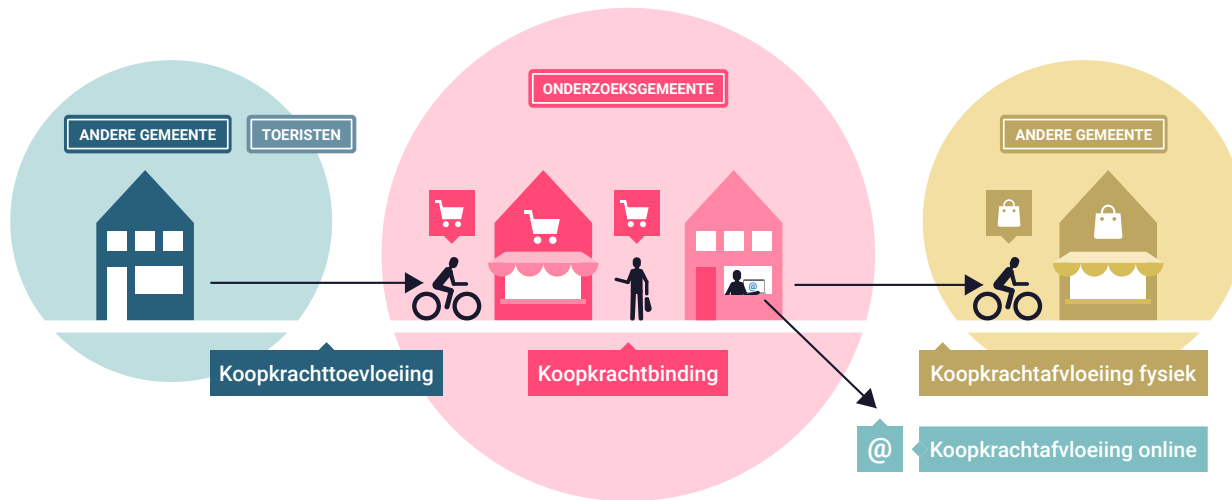 ONDERZOEKSGEMEENTE
ANDERE GEMEENTE
TOERISTEN
ANDERE GEMEENTE
@
Koopkrachttoevloeiing
Koopkrachtbinding
Koopkrachtafvloeiing fysiek
@
Koopkrachtafvloeiing online